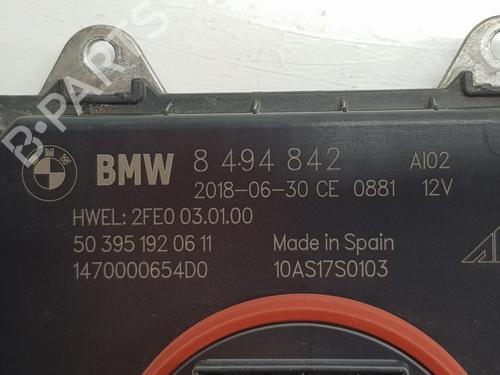 B-PARTS
BMW 8 494 842 AI02
2018-06-30 CE 0881 12V
HWEL: 2FE0 03.01.00
50 395 192 06 11 Made in Spain
1470000654D0 10AS17S0103